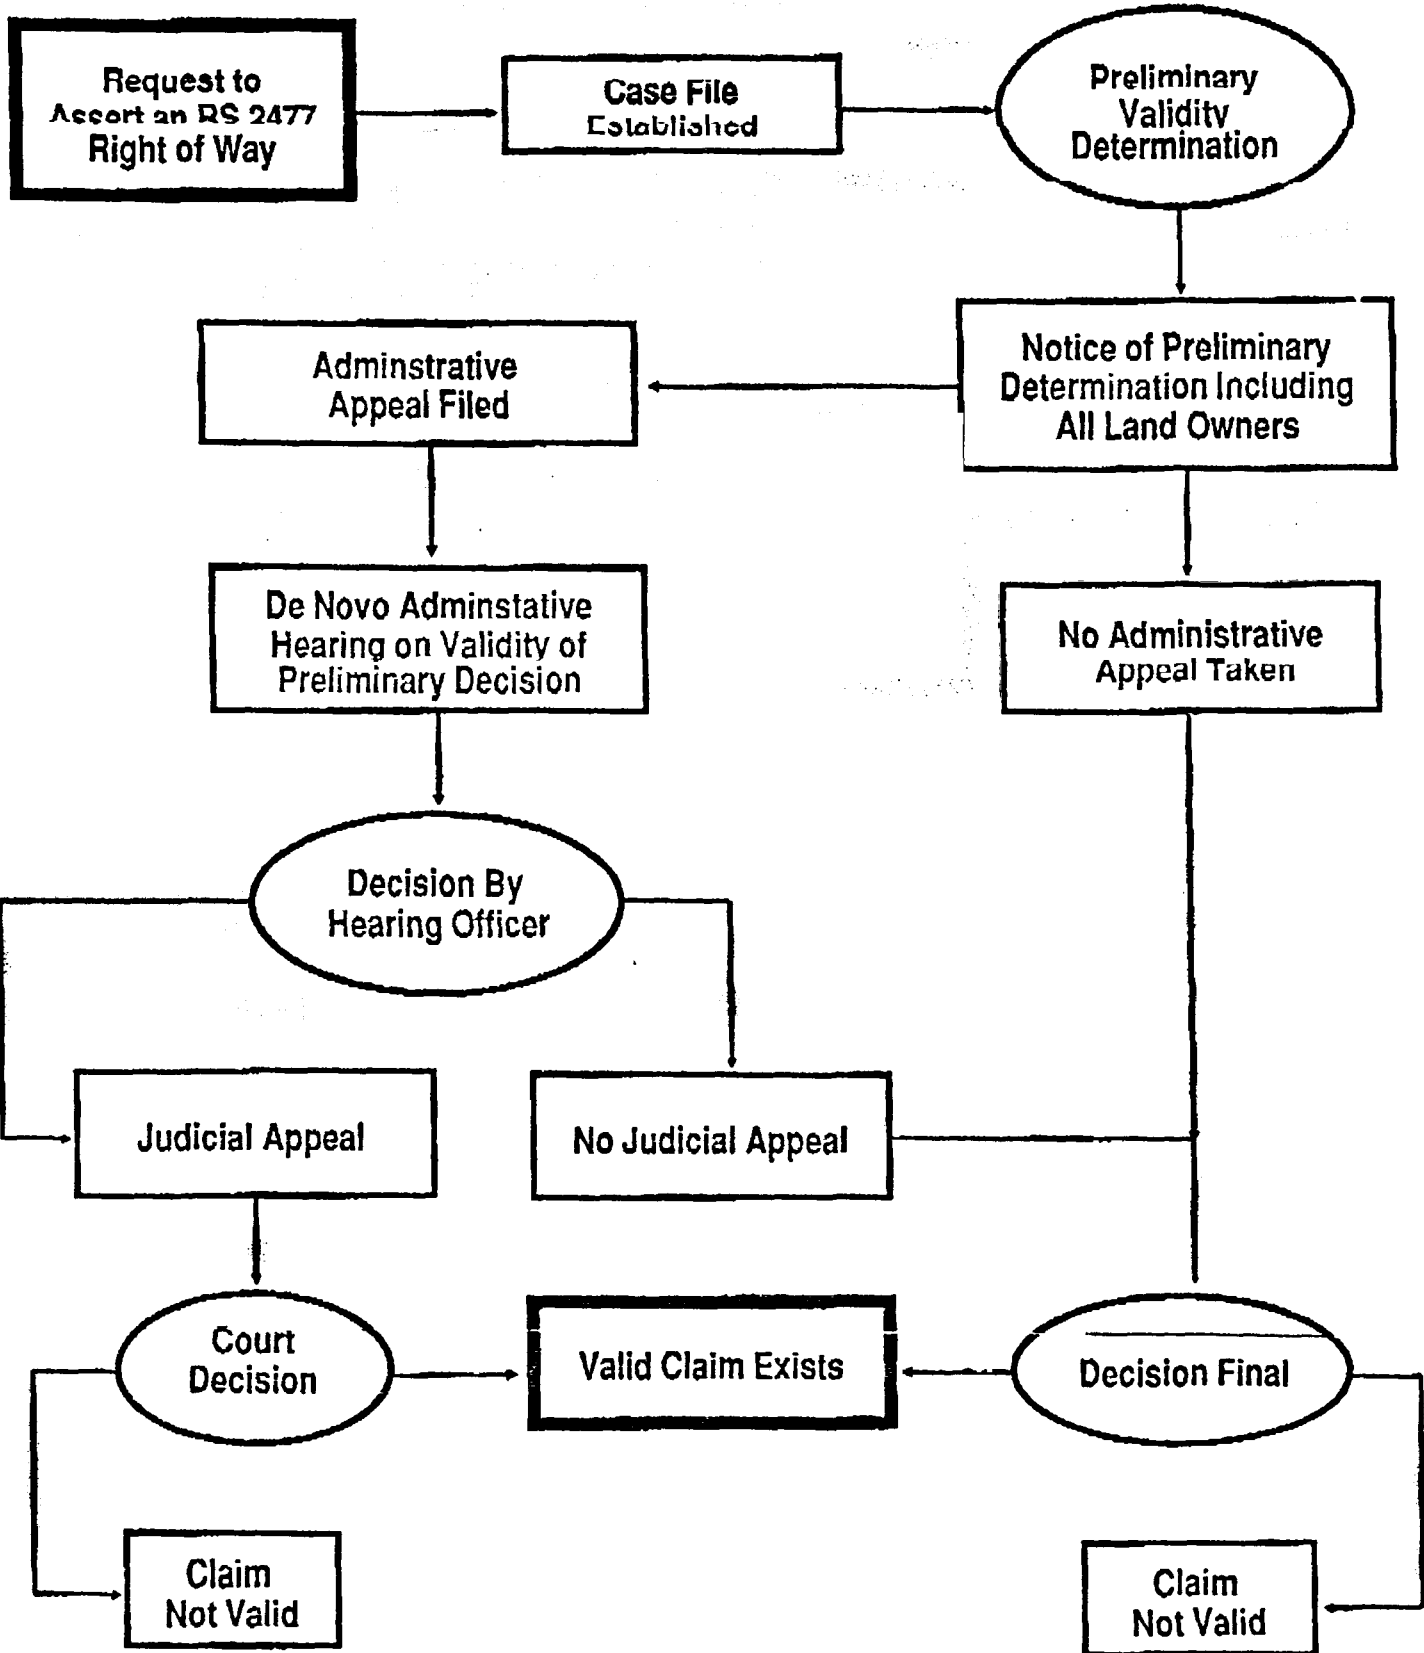 Request to
Assert an RS 2477
Right of Way
Case File
Established
Preliminary
Validity
Determination
Adminstrative
Appeal Filed
Notice of Preliminary
Determination Including
All Land Owners
De Novo Adminstative
Hearing on Validity of
Preliminary Decision
No Administrative
Appeal Taken
Decision By
Hearing Officer
Judicial Appeal
No Judicial Appeal
Court
Decision
Valid Claim Exists
Decision Final
Claim
Not Valid
Claim
Not Valid